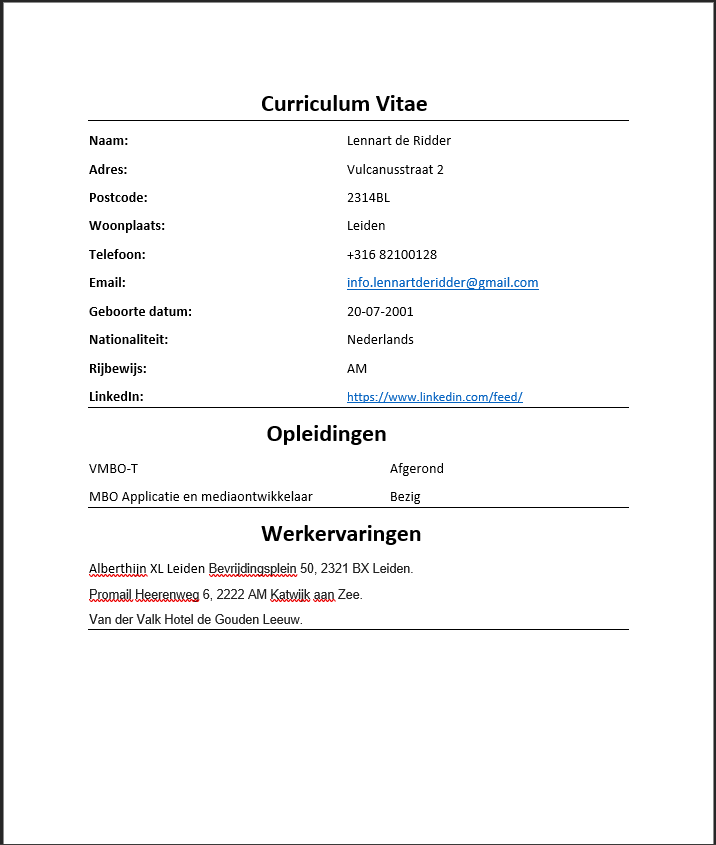 Curriculum Vitae
Naam: Lennart de Ridder
Adres: Vulcanusstraat 2
Postcode: 2314BL
Woonplaats: Leiden
Telefoon: +316 82100128
Email: info.lennartderidder@gmail.com
Geboorte datum: 20-07-2001
Nationaliteit: Nederlands
Rijbewijs: AM
LinkedIn: https://www.linkedin.com/feed/
Opleidingen
VMBO-T Afgerond
MBO Applicatie en mediaontwikkelaar Bezig
Werkervaringen
Alberthijn XL Leiden Bevrijdingsplein 50, 2321 BX Leiden.
Promail Heerenweg 6, 2222 AM Katwijk aan Zee.
Van der Valk Hotel de Gouden Leeuw.